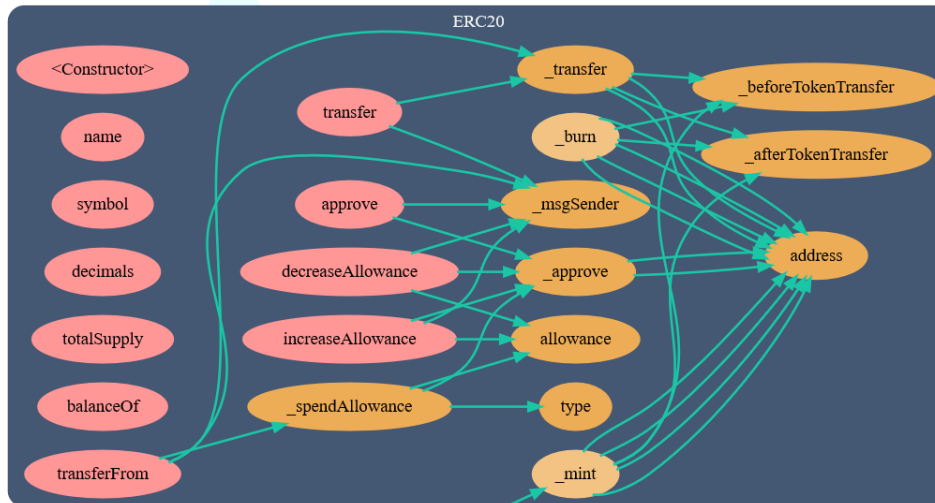 ERC20
<Constructor>
name
symbol
decimals
totalSupply
balanceOf
transferFrom
transfer
approve
decreaseAllowance
increaseAllowance
_spendAllowance
_transfer
_burn
_msgSender
_approve
allowance
type
_mint
_beforeTokenTransfer
_afterTokenTransfer
address